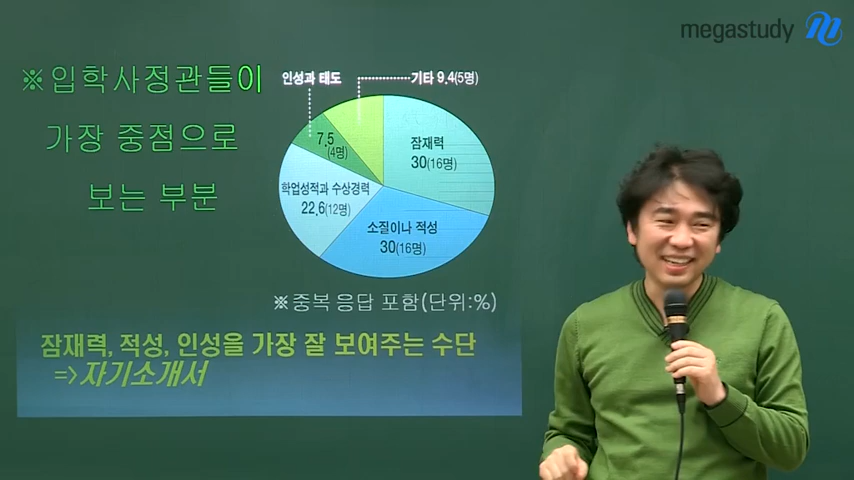 megastudy
※입학사정관들이
가장 중점으로
보는 부분
인성과 태도
기타 9.4(5명)
7.5
(4명)
잠재력
30(16명)
학업성적과 수상경력
22.6(12명)
소질이나 적성
30(16명)
※중복 응답 포함(단위:%)
잠재력, 적성, 인성을 가장 잘 보여주는 수단
=>자기소개서